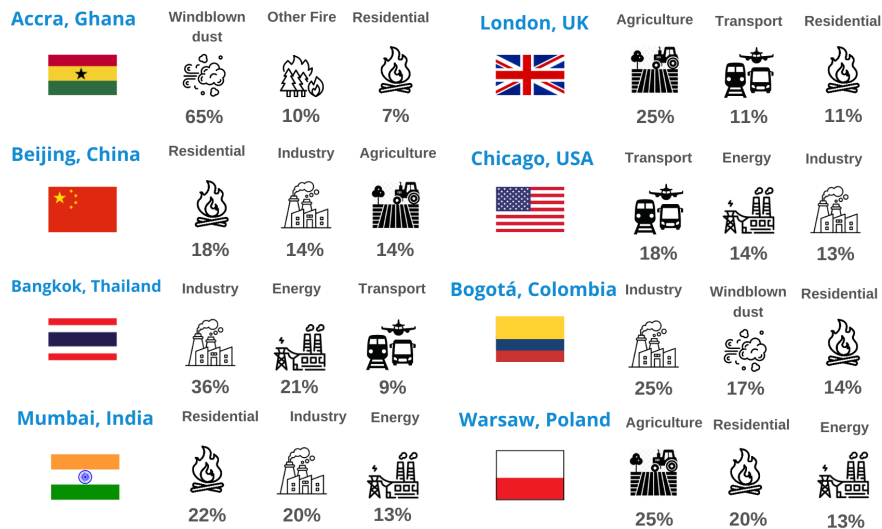 Accra, Ghana
Windblown
dust
Other Fire
Residential
65%
10%
7%
London, UK
Agriculture
Transport
Residential
25%
11%
11%
Beijing, China
Residential
Industry
Agriculture
18%
14%
14%
Chicago, USA
Transport
Energy
Industry
18%
14%
13%
Bangkok, Thailand
Industry
Energy
Transport
36%
21%
9%
Bogotá, Colombia
Industry
Windblown
dust
Residential
25%
17%
14%
Mumbai, India
Residential
Industry
Energy
22%
20%
13%
Warsaw, Poland
Agriculture
Residential
Energy
25%
20%
13%